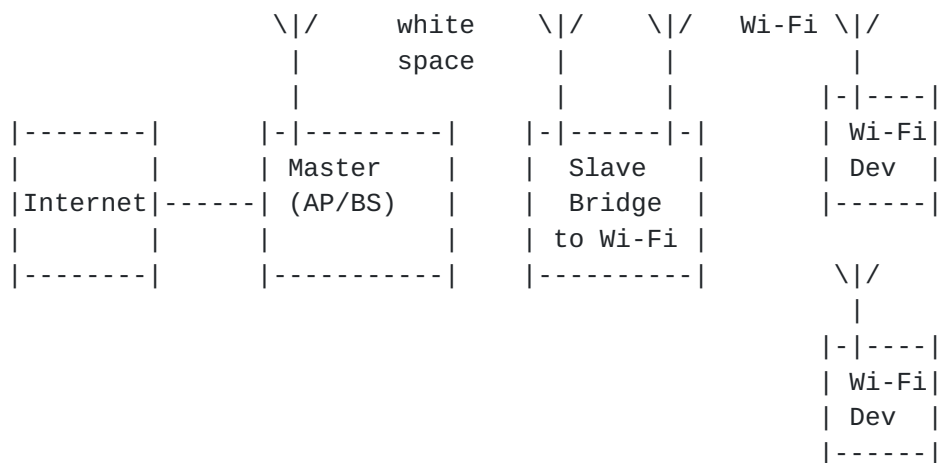 \|/ white \|/ \|/ Wi-Fi \|/
| space | | |
| | | |-|----|
|--------| |-|---------| |-|------|-| | Wi-Fi|
| | | Master | | Slave | | Dev |
|Internet|------| (AP/BS) | | Bridge | |------|
| | | | | to Wi-Fi |
|--------| |-----------| |----------| \|/
|
|-|----|
| Wi-Fi|
| Dev |
|------|